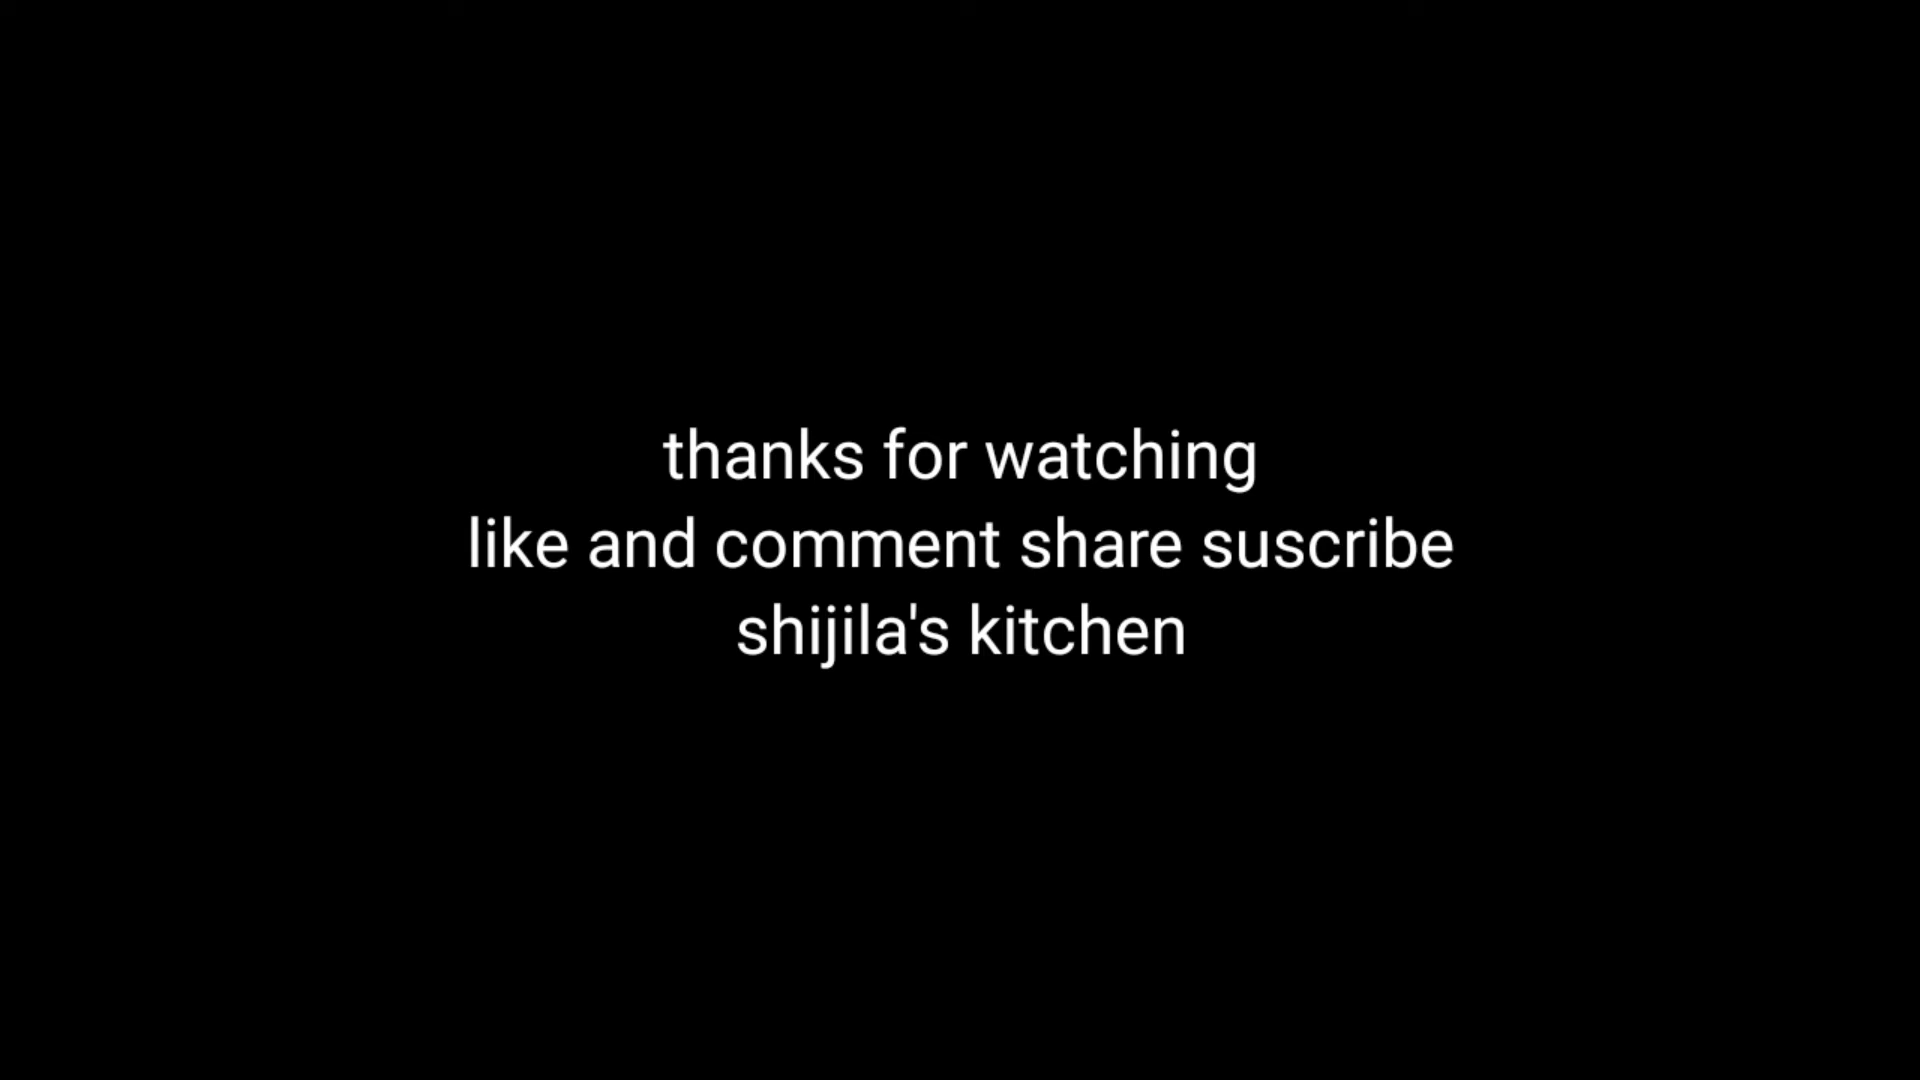 thanks for watching
like and comment share suscribe
shijila's kitchen